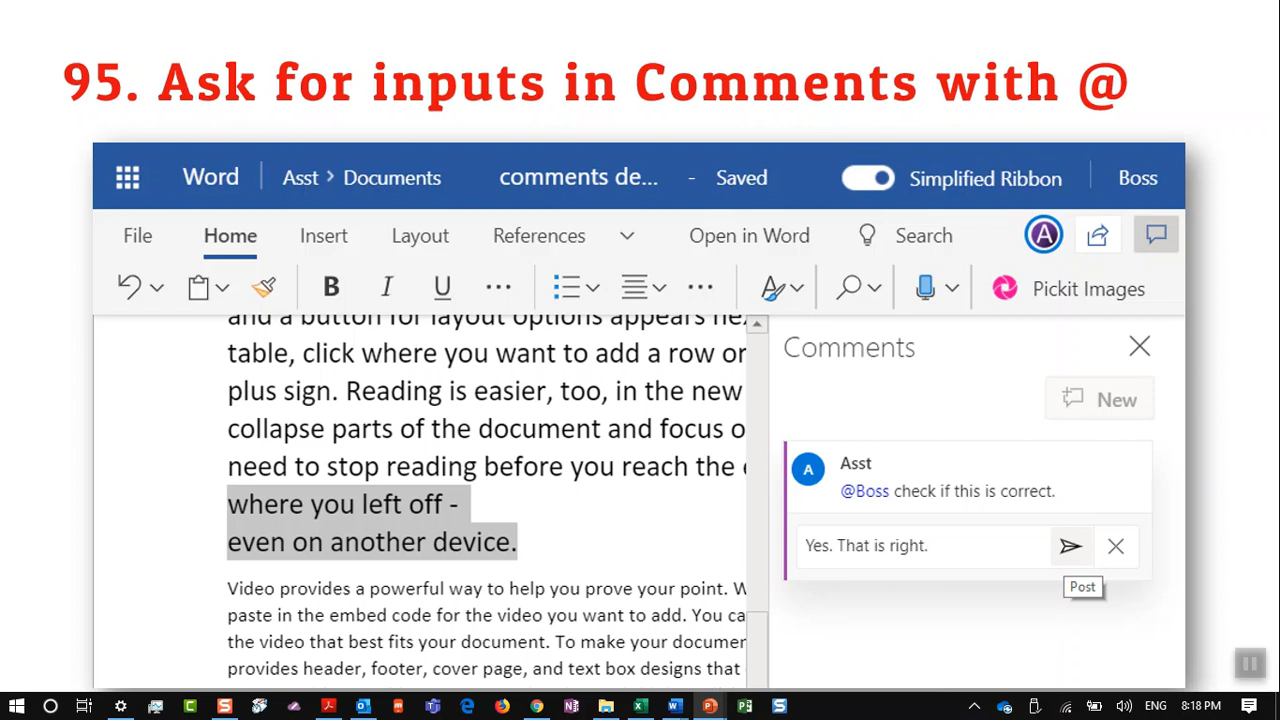 95. Ask for inputs in Comments with @
Word Asst > Documents comments de... - Saved Simplified Ribbon Boss
File Home Insert Layout References Open in Word Search A
B I U ... ... Pickit Images
and a button for layout options appears
table, click where you want to add a row or
plus sign. Reading is easier, too, in the new
collapse parts of the document and focus
need to stop reading before you reach the
where you left off -
even on another device.
Video provides a powerful way to help you prove your point.
paste in the embed code for the video you want to add. You
the video that best fits your document. To make your
provides header, footer, cover page, and text box designs that
Comments
New
A Asst
@Boss check if this is correct.
Yes. That is right.
Post
ENG 8:18 PM